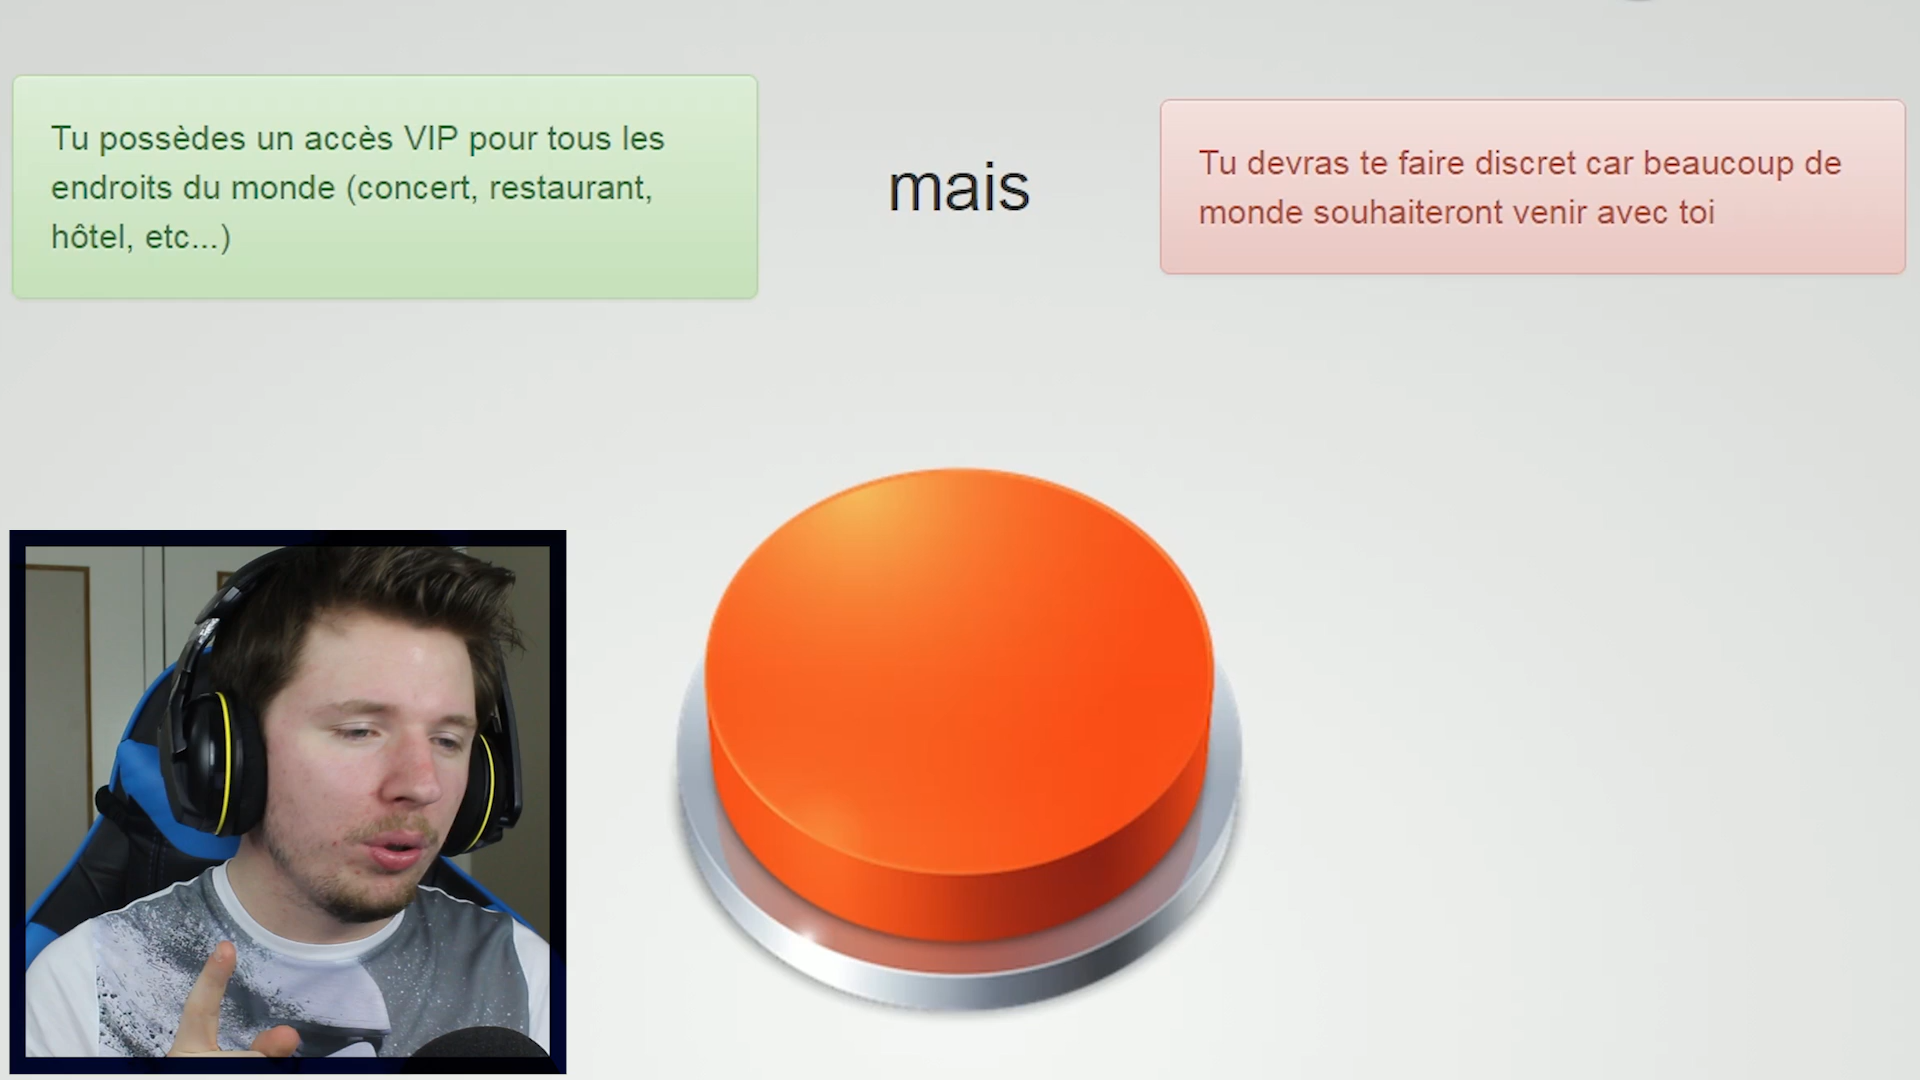 Tu possèdes un accès VIP pour tous les
endroits du monde (concert, restaurant,
hôtel, etc...)
mais
Tu devras te faire discret car beaucoup de
monde souhaiteront venir avec toi